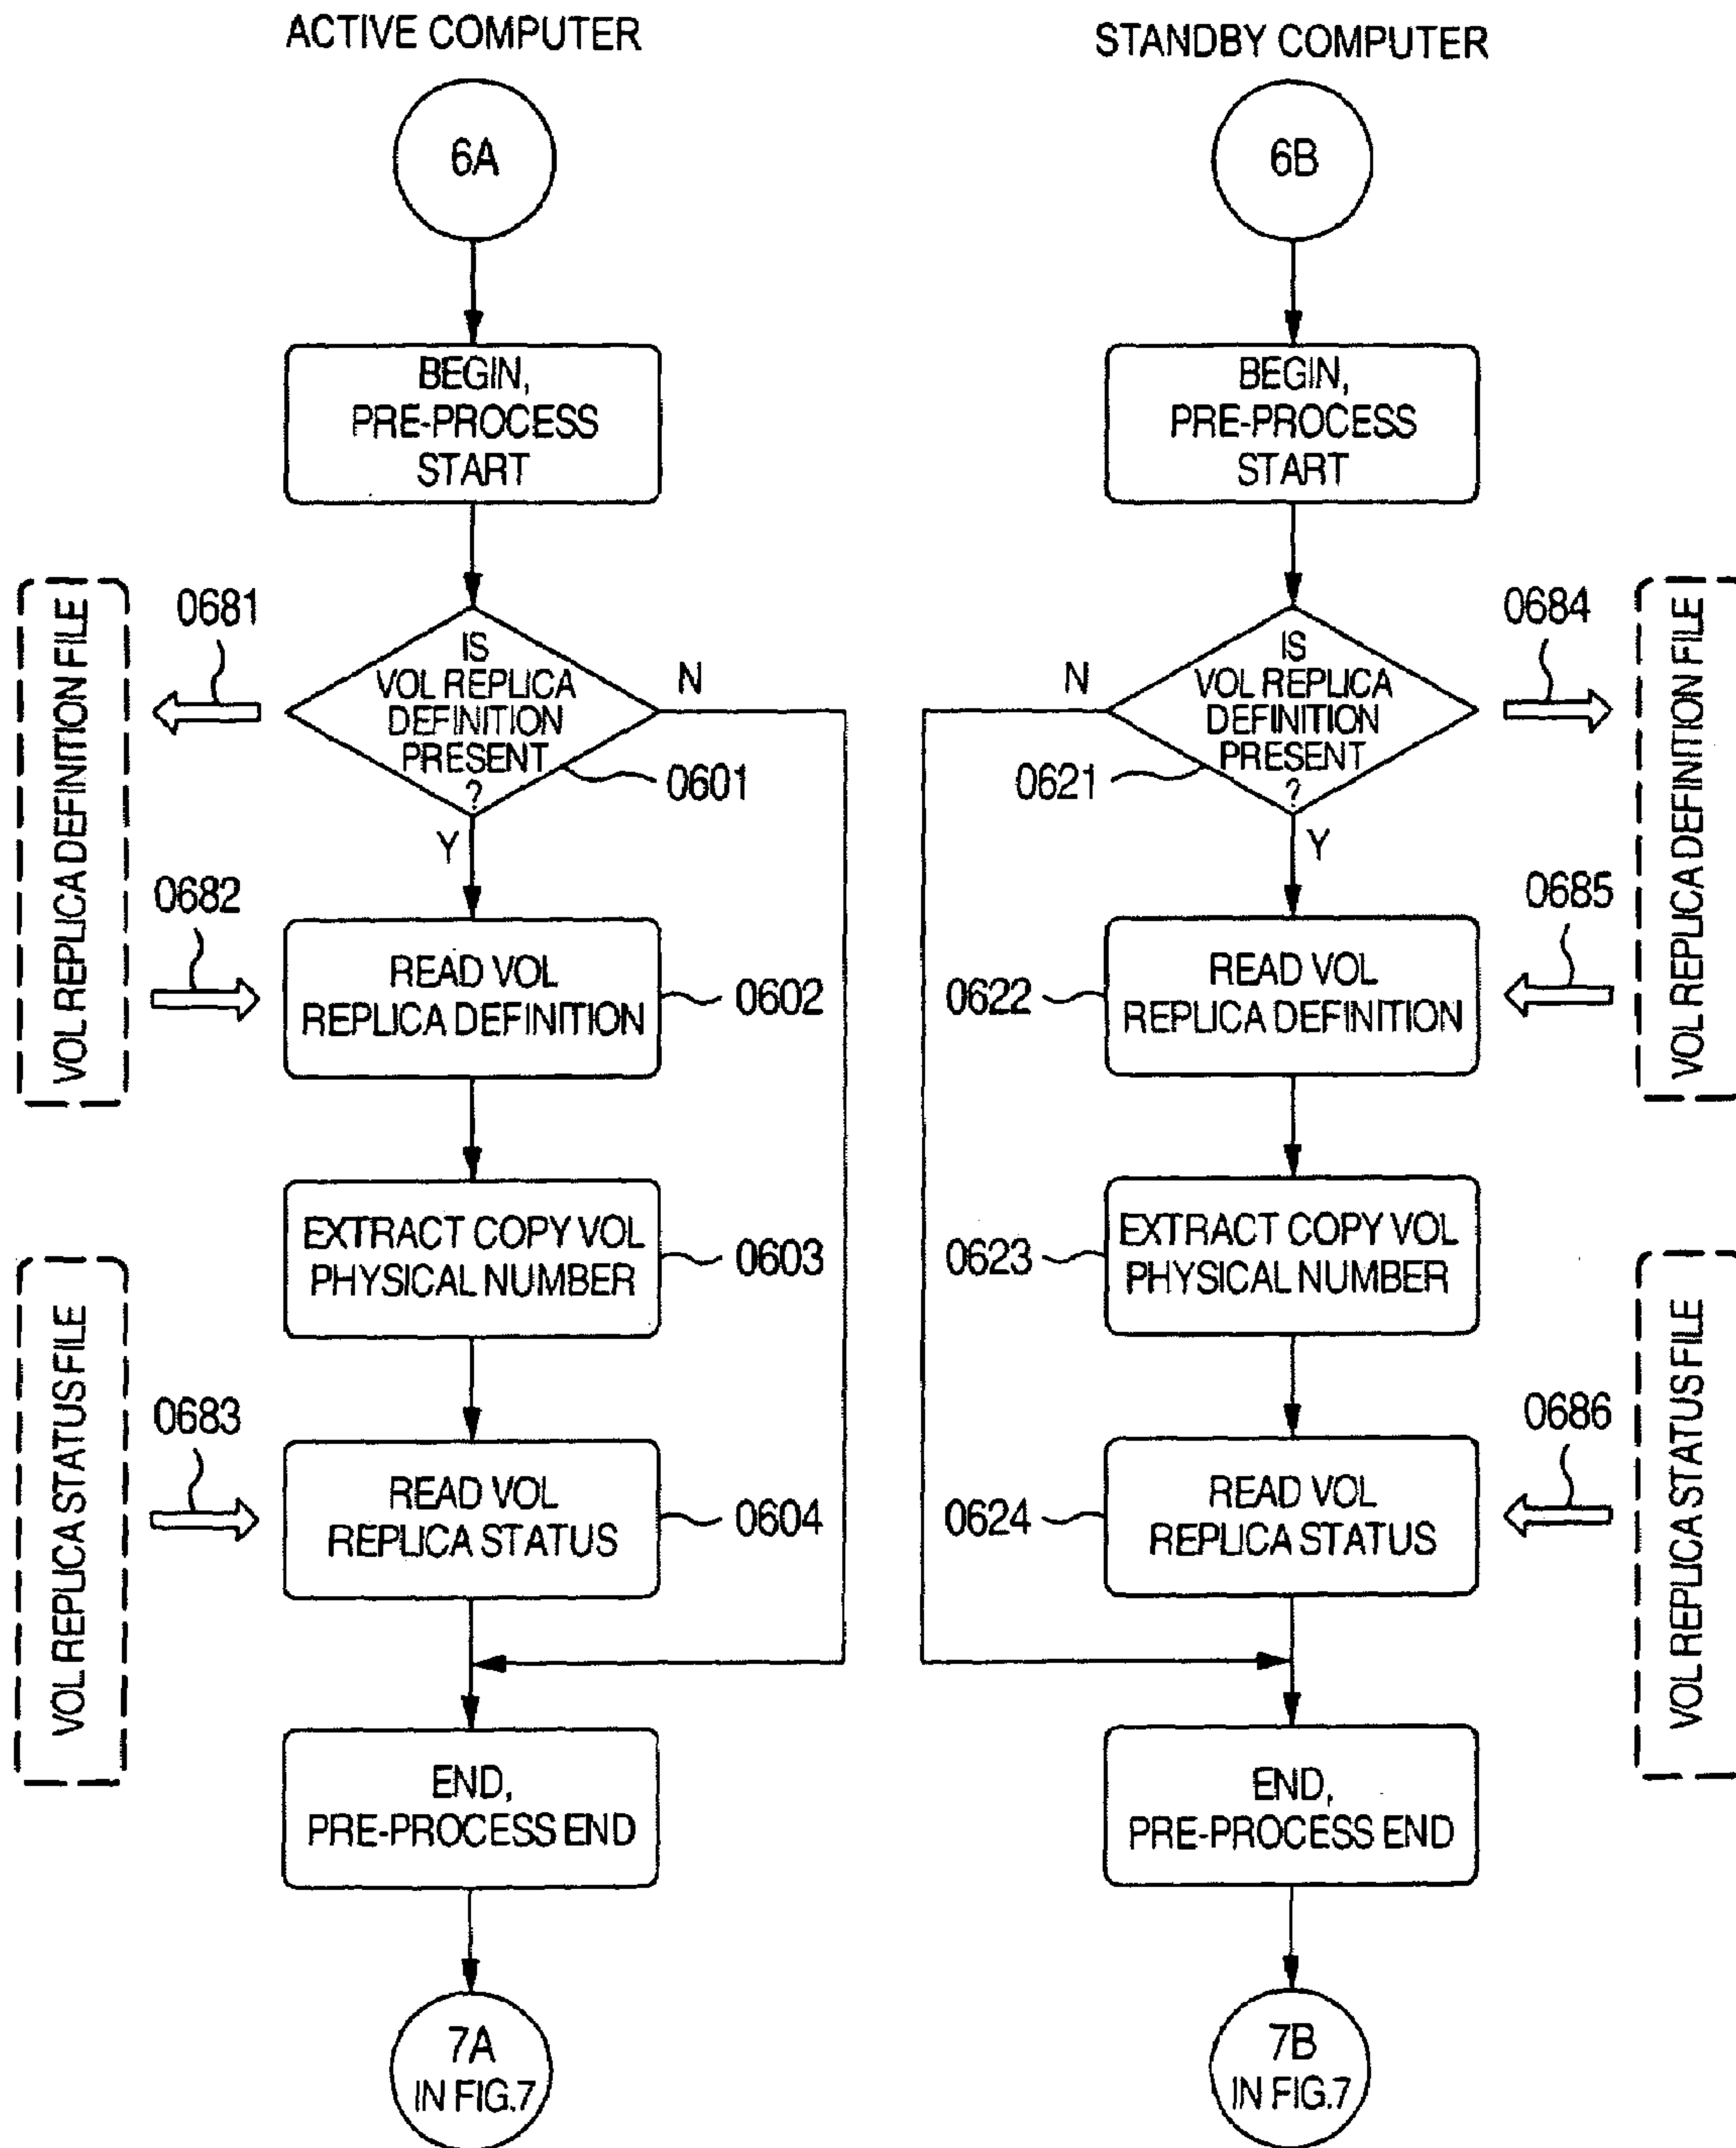 ACTIVE COMPUTER
6A
BEGIN,
PRE-PROCESS
START
VOL REPLICA DEFINITION FILE
0681
IS
VOL REPLICA
DEFINITION
PRESENT
?
N
0601
Y
0682
READ VOL
REPLICA DEFINITION
0602
EXTRACT COPY VOL
PHYSICAL NUMBER
0603
VOL REPLICA STATUS FILE
0683
READ VOL
REPLICA STATUS
0604
END,
PRE-PROCESS END
7A
IN FIG.7
STANDBY COMPUTER
6B
BEGIN,
PRE-PROCESS
START
N
IS
VOL REPLICA
DEFINITION
PRESENT
?
0684
VOL REPLICA DEFINITION FILE
0621
Y
0685
READ VOL
REPLICA DEFINITION
0622
EXTRACT COPY VOL
PHYSICAL NUMBER
0623
0686
VOL REPLICA STATUS FILE
READ VOL
REPLICA STATUS
0624
END,
PRE-PROCESS END
7B
IN FIG.7